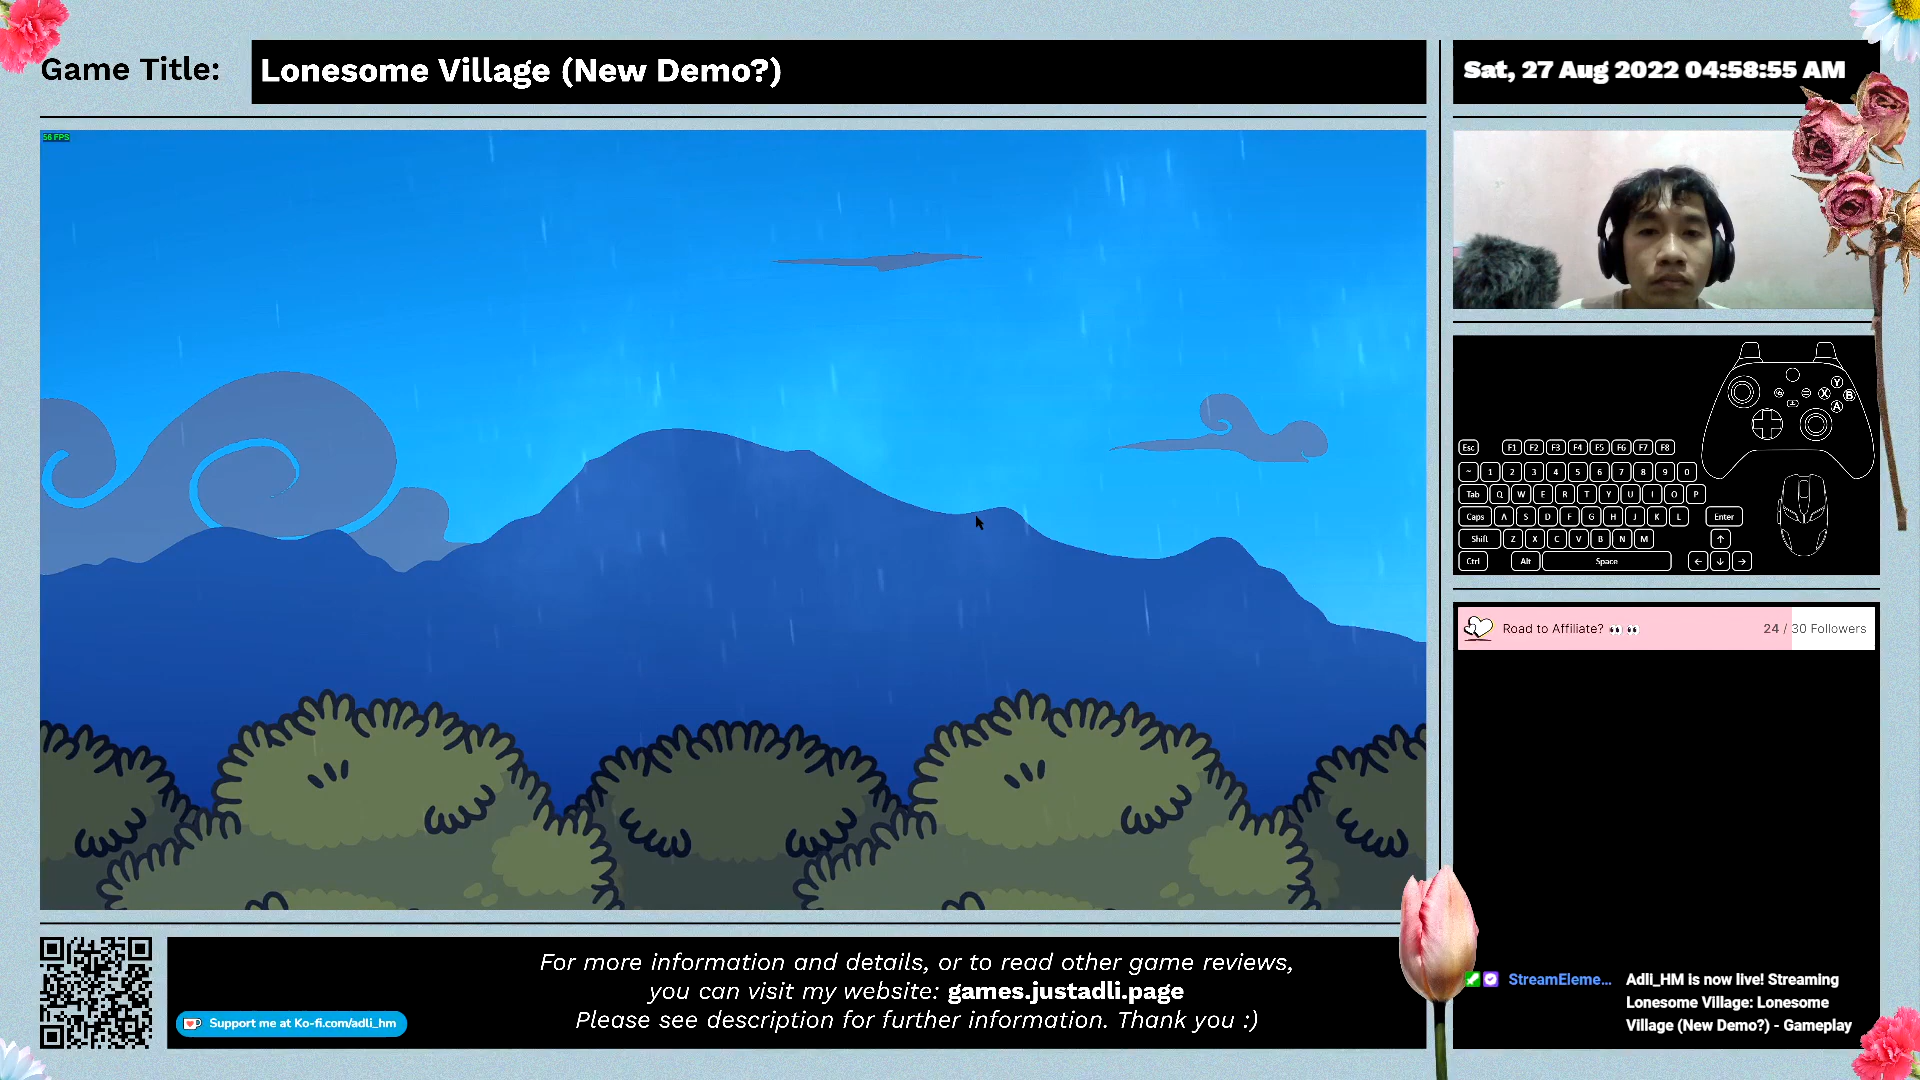 Game Title:
Lonesome Village (New Demo?)
Sat, 27 Aug 2022 04:58:55 AM
56 FPS
Y
X B
A
Esc F1 F2 F3 F4 F5 F6 F7 F8
~ 1 2 3 4 5 6 7 8 9 0
Tab Q W E R T Y U I O P
Caps A S D F G H J K L Enter
Shift Z X C V B N M ↑
Ctrl Alt Space ← ↓ →
Road to Affiliate? 👀 👀 24 / 30 Followers
For more information and details, or to read other game reviews,
you can visit my website: games.justadli.page
Please see description for further information. Thank you :)
Support me at Ko-fi.com/adli_hm
StreamEleme... Adli_HM is now live! Streaming
Lonesome Village: Lonesome
Village (New Demo?) - Gameplay